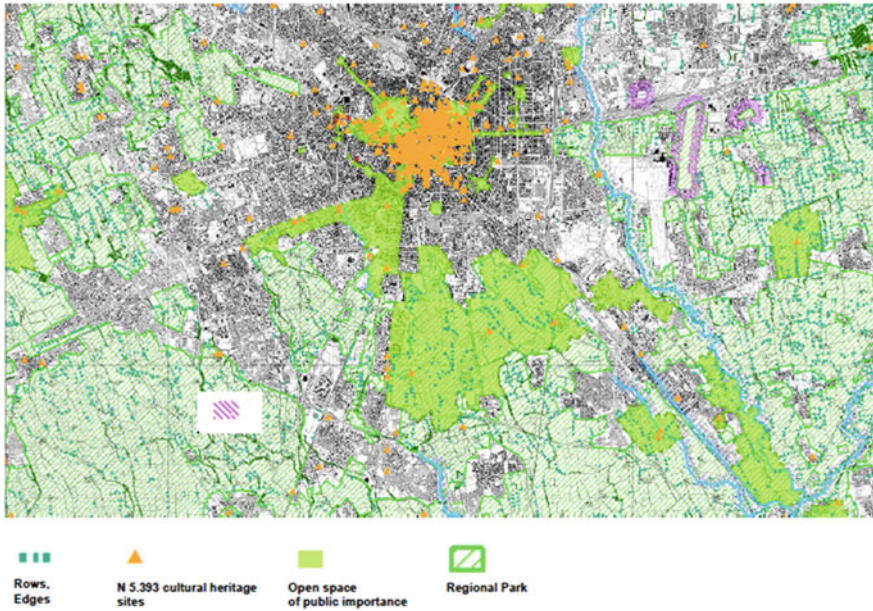 Rows,
Edges
N 5.393 cultural heritage
sites
Open space
of public importance
Regional Park